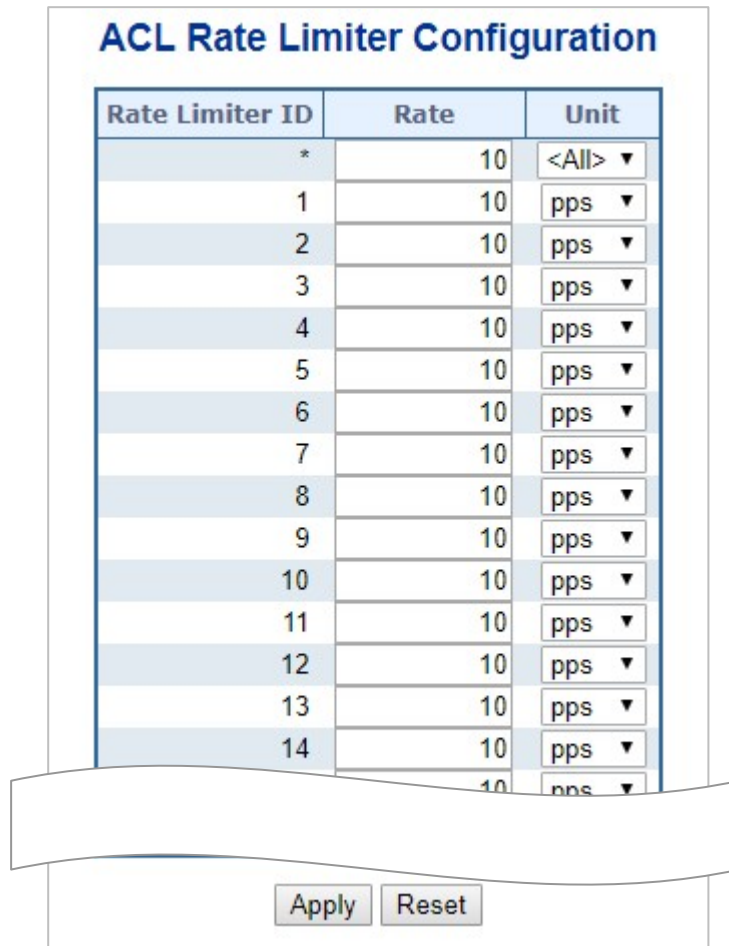 ACL Rate Limiter Configuration
Rate Limiter ID Rate Unit
* 10 <All>
1 10 pps
2 10 pps
3 10 pps
4 10 pps
5 10 pps
6 10 pps
7 10 pps
8 10 pps
9 10 pps
10 10 pps
11 10 pps
12 10 pps
13 10 pps
14 10 pps
10 pps
Apply Reset